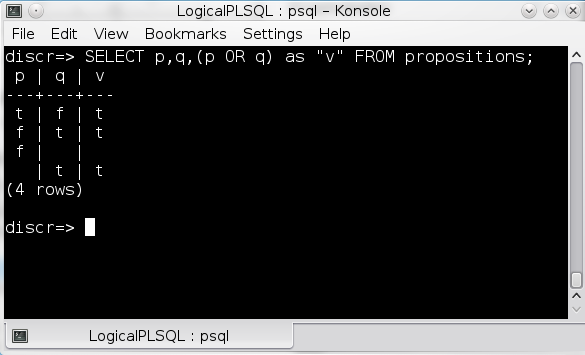 LogicalPLSQL : psql – Konsole
File Edit View Bookmarks Settings Help
discr=> SELECT p,q,(p OR q) as "v" FROM propositions;
 p | q | v
---+---+---
 t | f | t
 f | t | t
 f |   |
   | t | t
(4 rows)
discr=>
LogicalPLSQL : psql